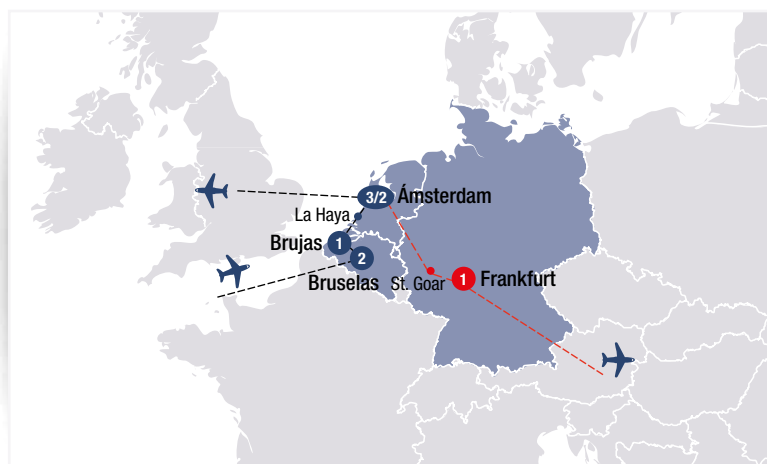 3/2 Ámsterdam
La Haya
Brujas 1
2
Bruselas
St. Goar
1 Frankfurt